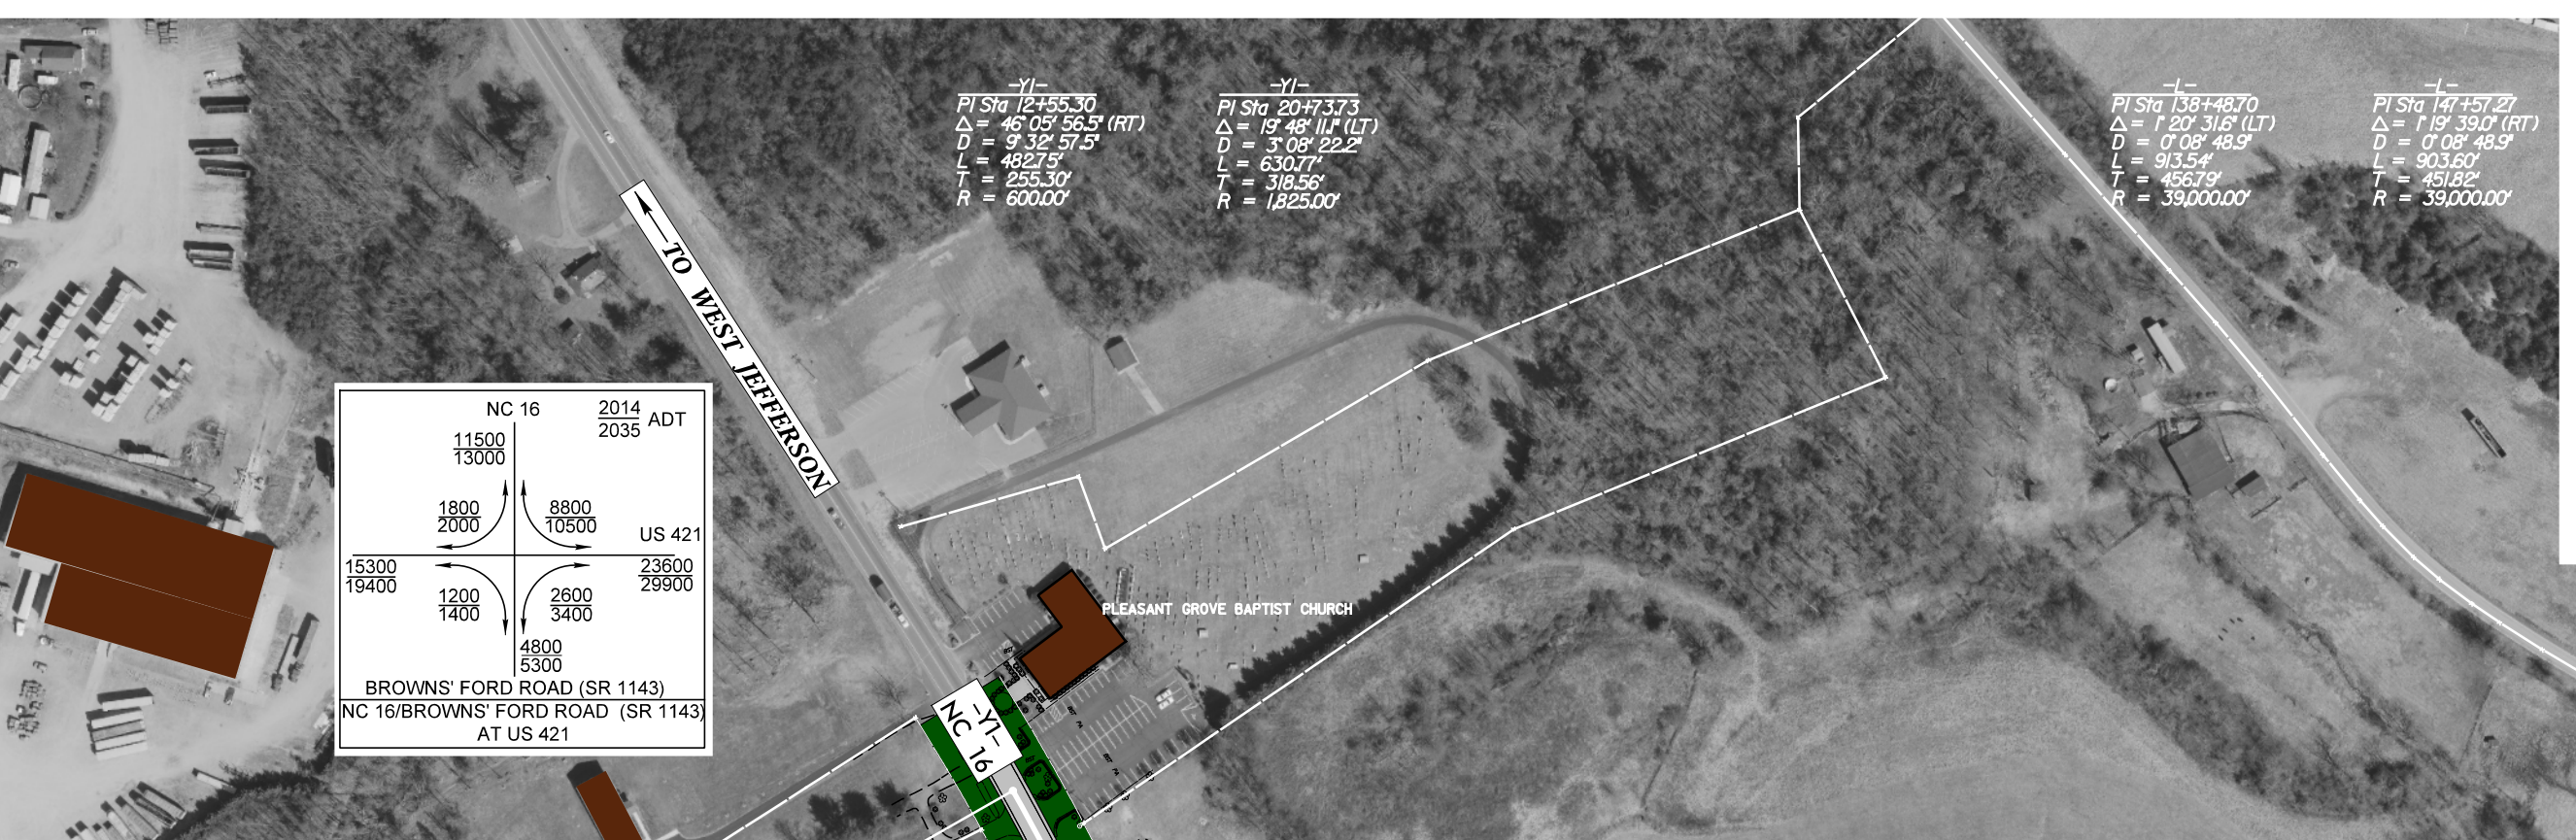 -Y1-
PI Sta 12+55.30
Δ = 46° 05' 56.5" (RT)
D = 9° 32' 57.5"
L = 482.75'
T = 255.30'
R = 600.00'
-Y1-
PI Sta 20+73.73
Δ = 19° 48' 11.1" (LT)
D = 3° 08' 22.2"
L = 630.77'
T = 318.56'
R = 1,825.00'
-L-
PI Sta 138+48.70
Δ = 1° 20' 31.6" (LT)
D = 0° 08' 48.9"
L = 913.54'
T = 456.79'
R = 39,000.00'
-L-
PI Sta 147+57.27
Δ = 1° 19' 39.0" (RT)
D = 0° 08' 48.9"
L = 903.60'
T = 451.82'
R = 39,000.00'
TO WEST JEFFERSON
NC 16
2014
2035
ADT
11500
13000
1800
2000
8800
10500
US 421
15300
19400
23600
29900
1200
1400
2600
3400
4800
5300
BROWNS' FORD ROAD (SR 1143)
NC 16/BROWNS' FORD ROAD (SR 1143)
AT US 421
PLEASANT GROVE BAPTIST CHURCH
-Y1-
NC 16